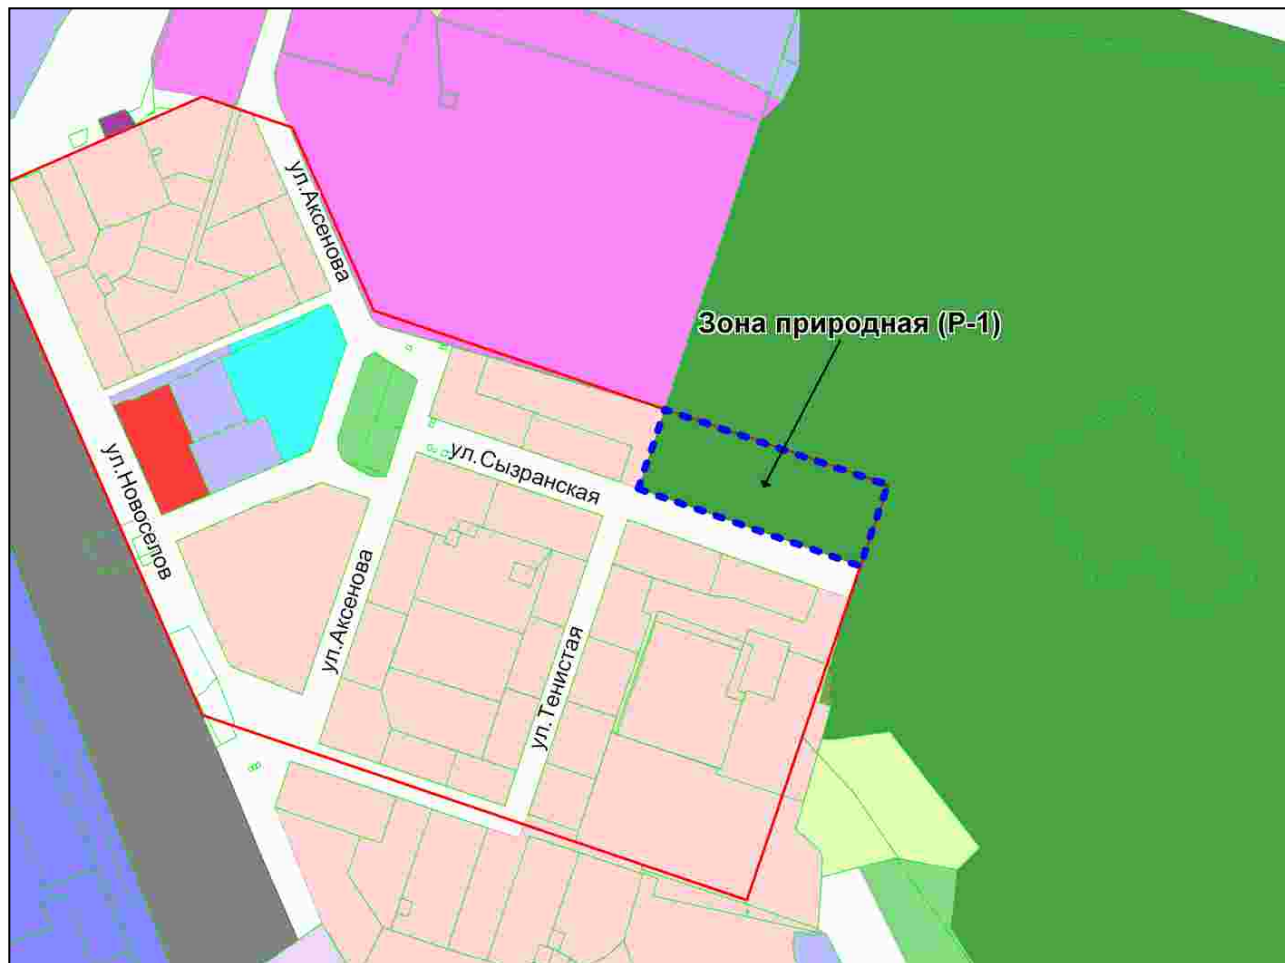 ул.Аксенова
Зона природная (Р-1)
ул.Сызранская
ул.Новоселов
ул.Аксенова
ул.Тенистая